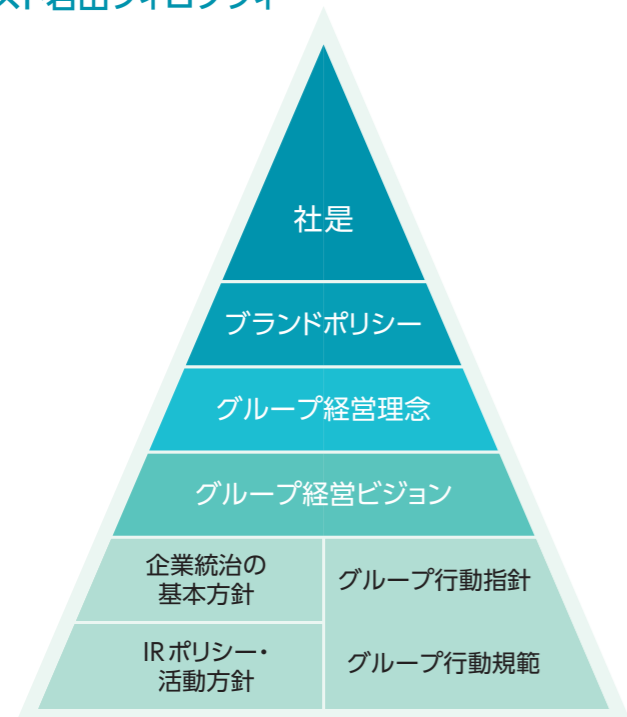 社是
ブランドポリシー
グループ経営理念
グループ経営ビジョン
企業統治の
基本方針
グループ行動指針
IRポリシー・
活動方針
グループ行動規範